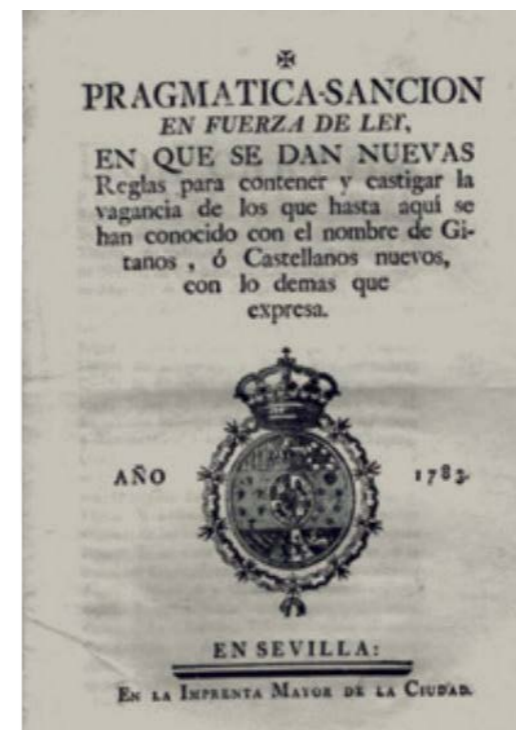 ✠
PRAGMATICA-SANCION
EN FUERZA DE LEY,
EN QUE SE DAN NUEVAS
Reglas para contener y castigar la
vagancia de los que hasta aquí se
han conocido con el nombre de Gi-
tanos , ó Castellanos nuevos,
con lo demas que
expresa.
AÑO 1783.
EN SEVILLA:
EN LA IMPRENTA MAYOR DE LA CIUDAD.